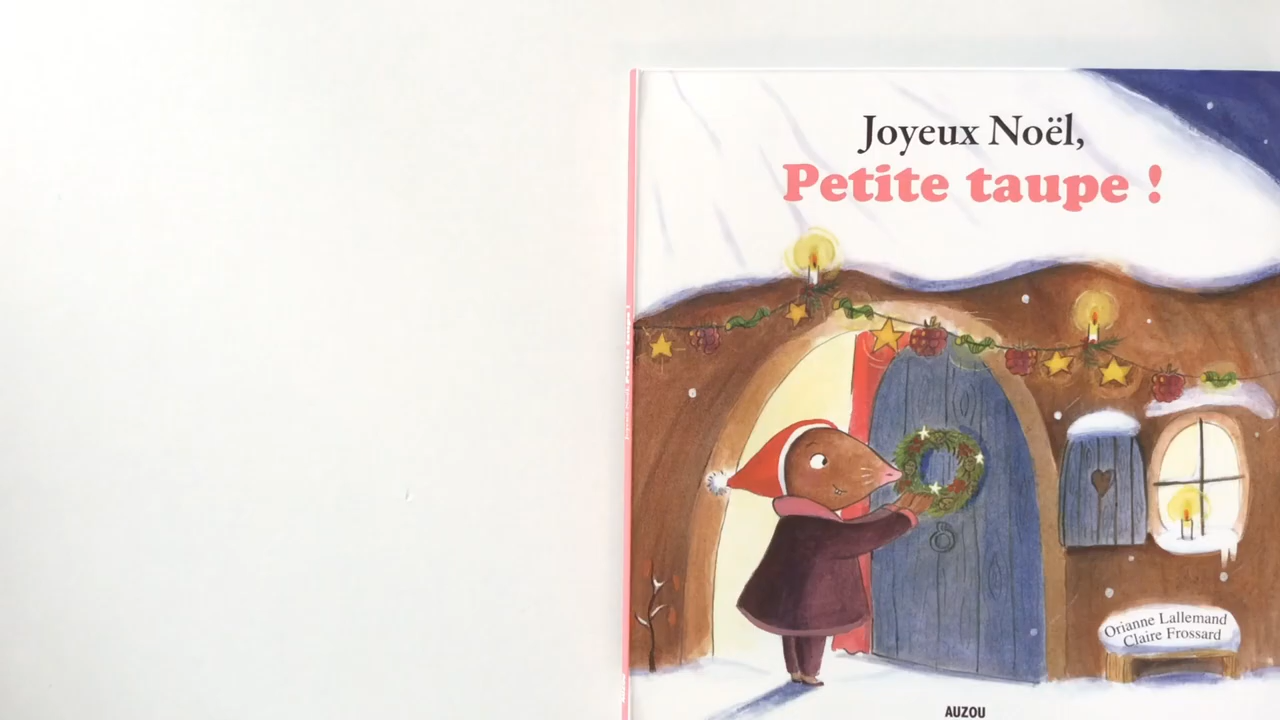 Joyeux Noël,
Petite taupe !
Orianne Lallemand
Claire Frossard
AUZOU